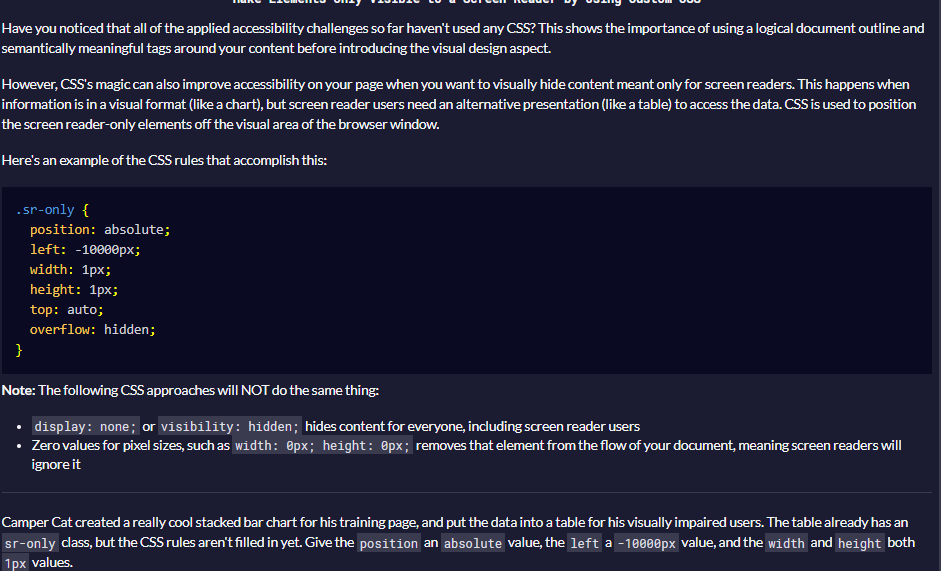 Make Elements Only Visible to a Screen Reader by Using Custom CSS
Have you noticed that all of the applied accessibility challenges so far haven't used any CSS? This shows the importance of using a logical document outline and
semantically meaningful tags around your content before introducing the visual design aspect.
However, CSS's magic can also improve accessibility on your page when you want to visually hide content meant only for screen readers. This happens when
information is in a visual format (like a chart), but screen reader users need an alternative presentation (like a table) to access the data. CSS is used to position
the screen reader-only elements off the visual area of the browser window.
Here's an example of the CSS rules that accomplish this:
.sr-only {
position: absolute;
left: -10000px;
width: 1px;
height: 1px;
top: auto;
overflow: hidden;
}
Note: The following CSS approaches will NOT do the same thing:
• display: none; or visibility: hidden; hides content for everyone, including screen reader users
• Zero values for pixel sizes, such as width: 0px; height: 0px; removes that element from the flow of your document, meaning screen readers will
ignore it
Camper Cat created a really cool stacked bar chart for his training page, and put the data into a table for his visually impaired users. The table already has an
sr-only class, but the CSS rules aren't filled in yet. Give the position an absolute value, the left a -10000px value, and the width and height both
1px values.